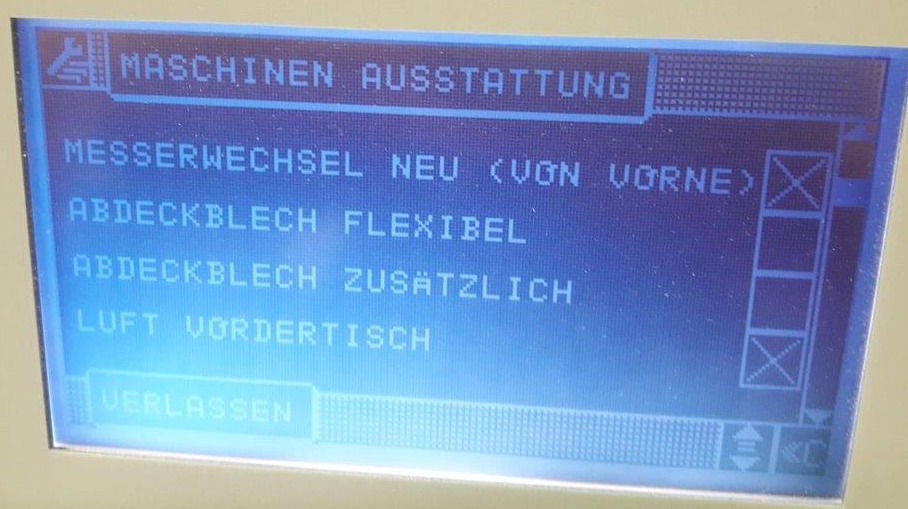 MASCHINEN AUSSTATTUNG
MESSERWECHSEL NEU (VON VORNE)
ABDECKBLECH FLEXIBEL
ABDECKBLECH ZUSÄTZLICH
LUFT VORDERTISCH
VERLASSEN
«C